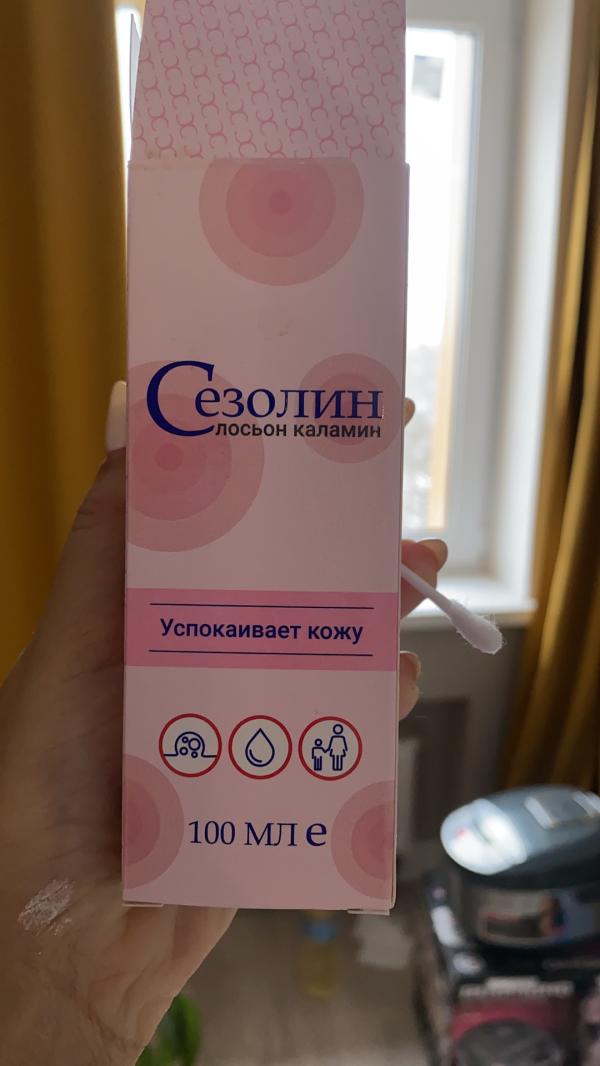 Сезолин
лосьон каламин
Успокаивает кожу
100 МЛ е